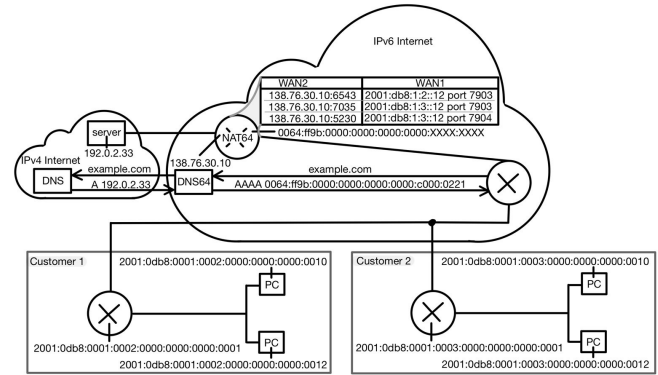 IPv6 Internet
WAN2 WAN1
138.76.30.10:6543 2001:db8:1:2::12 port 7903
138.76.30.10:7035 2001:db8:1:3::12 port 7903
138.76.30.10:5230 2001:db8:1:3::12 port 7904
server
NAT64
0064:ff9b:0000:0000:0000:0000:XXXX:XXXX
192.0.2.33
IPv4 Internet
138.76.30.10
example.com
example.com
DNS
A 192.0.2.33
DNS64
AAAA 0064:ff9b:0000:0000:0000:0000:c000:0221
Customer 1
2001:0db8:0001:0002:0000:0000:0000:0010
PC
2001:0db8:0001:0002:0000:0000:0000:0001
PC
2001:0db8:0001:0002:0000:0000:0000:0012
Customer 2
2001:0db8:0001:0003:0000:0000:0000:0010
PC
2001:0db8:0001:0003:0000:0000:0000:0001
PC
2001:0db8:0001:0003:0000:0000:0000:0012